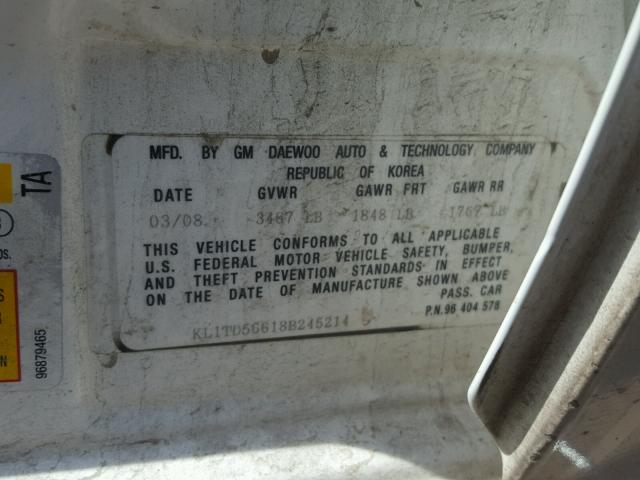 MFD. BY GM DAEWOO AUTO & TECHNOLOGY COMPANY
REPUBLIC OF KOREA
DATE GVWR GAWR FRT GAWR RR
03/08 3487 LB 1848 LB 1767 LB
THIS VEHICLE CONFORMS TO ALL APPLICABLE
U.S. FEDERAL MOTOR VEHICLE SAFETY, BUMPER,
AND THEFT PREVENTION STANDARDS IN EFFECT
ON THE DATE OF MANUFACTURE SHOWN ABOVE
PASS. CAR
P.N. 96 404 578
KL1TD56618B245214
TA
96879465